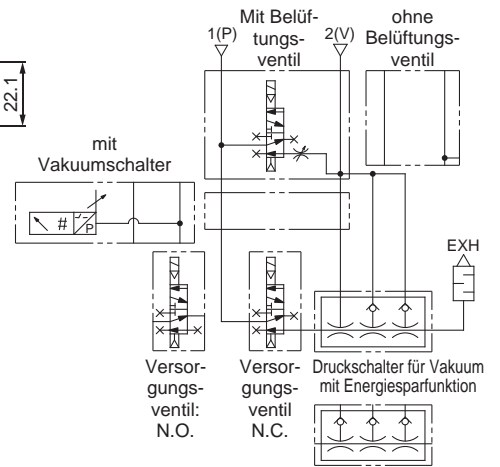 Mit Belüf-
tungs-
ventil
ohne
Belüftungs-
ventil
1(P)
2(V)
22.1
mit
Vakuumschalter
#
P
EXH
Versor-
gungs-
ventil:
N.O.
Versor-
gungs-
ventil
N.C.
Druckschalter für Vakuum
mit Energiesparfunktion